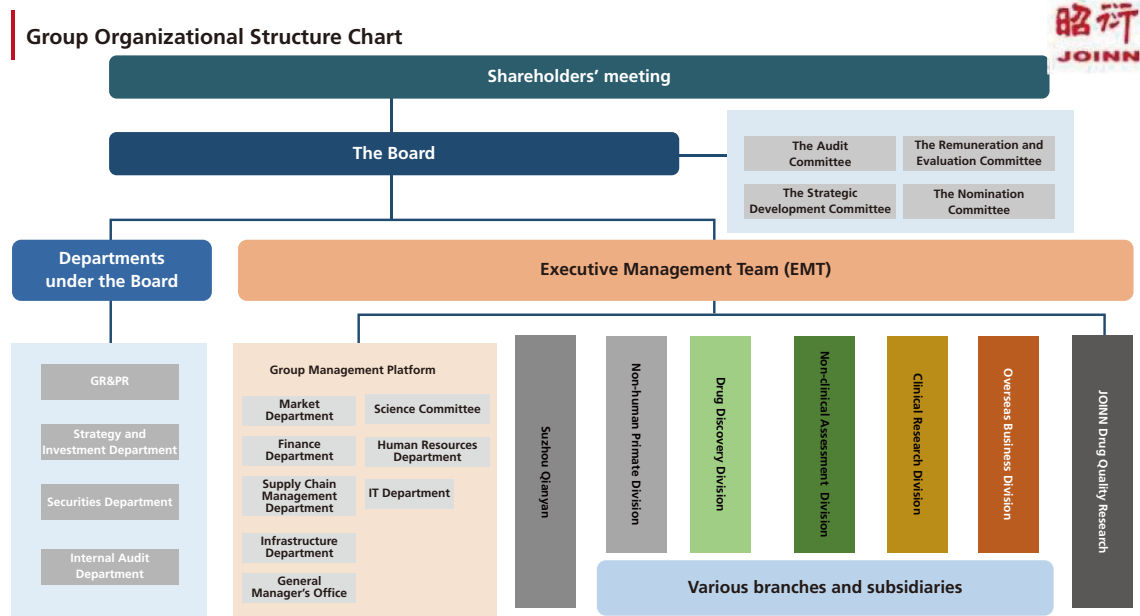 Group Organizational Structure Chart
昭衍
JOINN
Shareholders’ meeting
The Board
The Audit
Committee
The Remuneration and
Evaluation Committee
The Strategic
Development Committee
The Nomination
Committee
Departments
under the Board
Executive Management Team (EMT)
GR&PR
Strategy and
Investment Department
Securities Department
Internal Audit
Department
Group Management Platform
Market
Department
Science Committee
Finance
Department
Human Resources
Department
Supply Chain
Management
Department
IT Department
Infrastructure
Department
General
Manager’s Office
Suzhou Qianyan
Non-human Primate Division
Drug Discovery Division
Non-clinical Assessment Division
Clinical Research Division
Overseas Business Division
JOINN Drug Quality Research
Various branches and subsidiaries